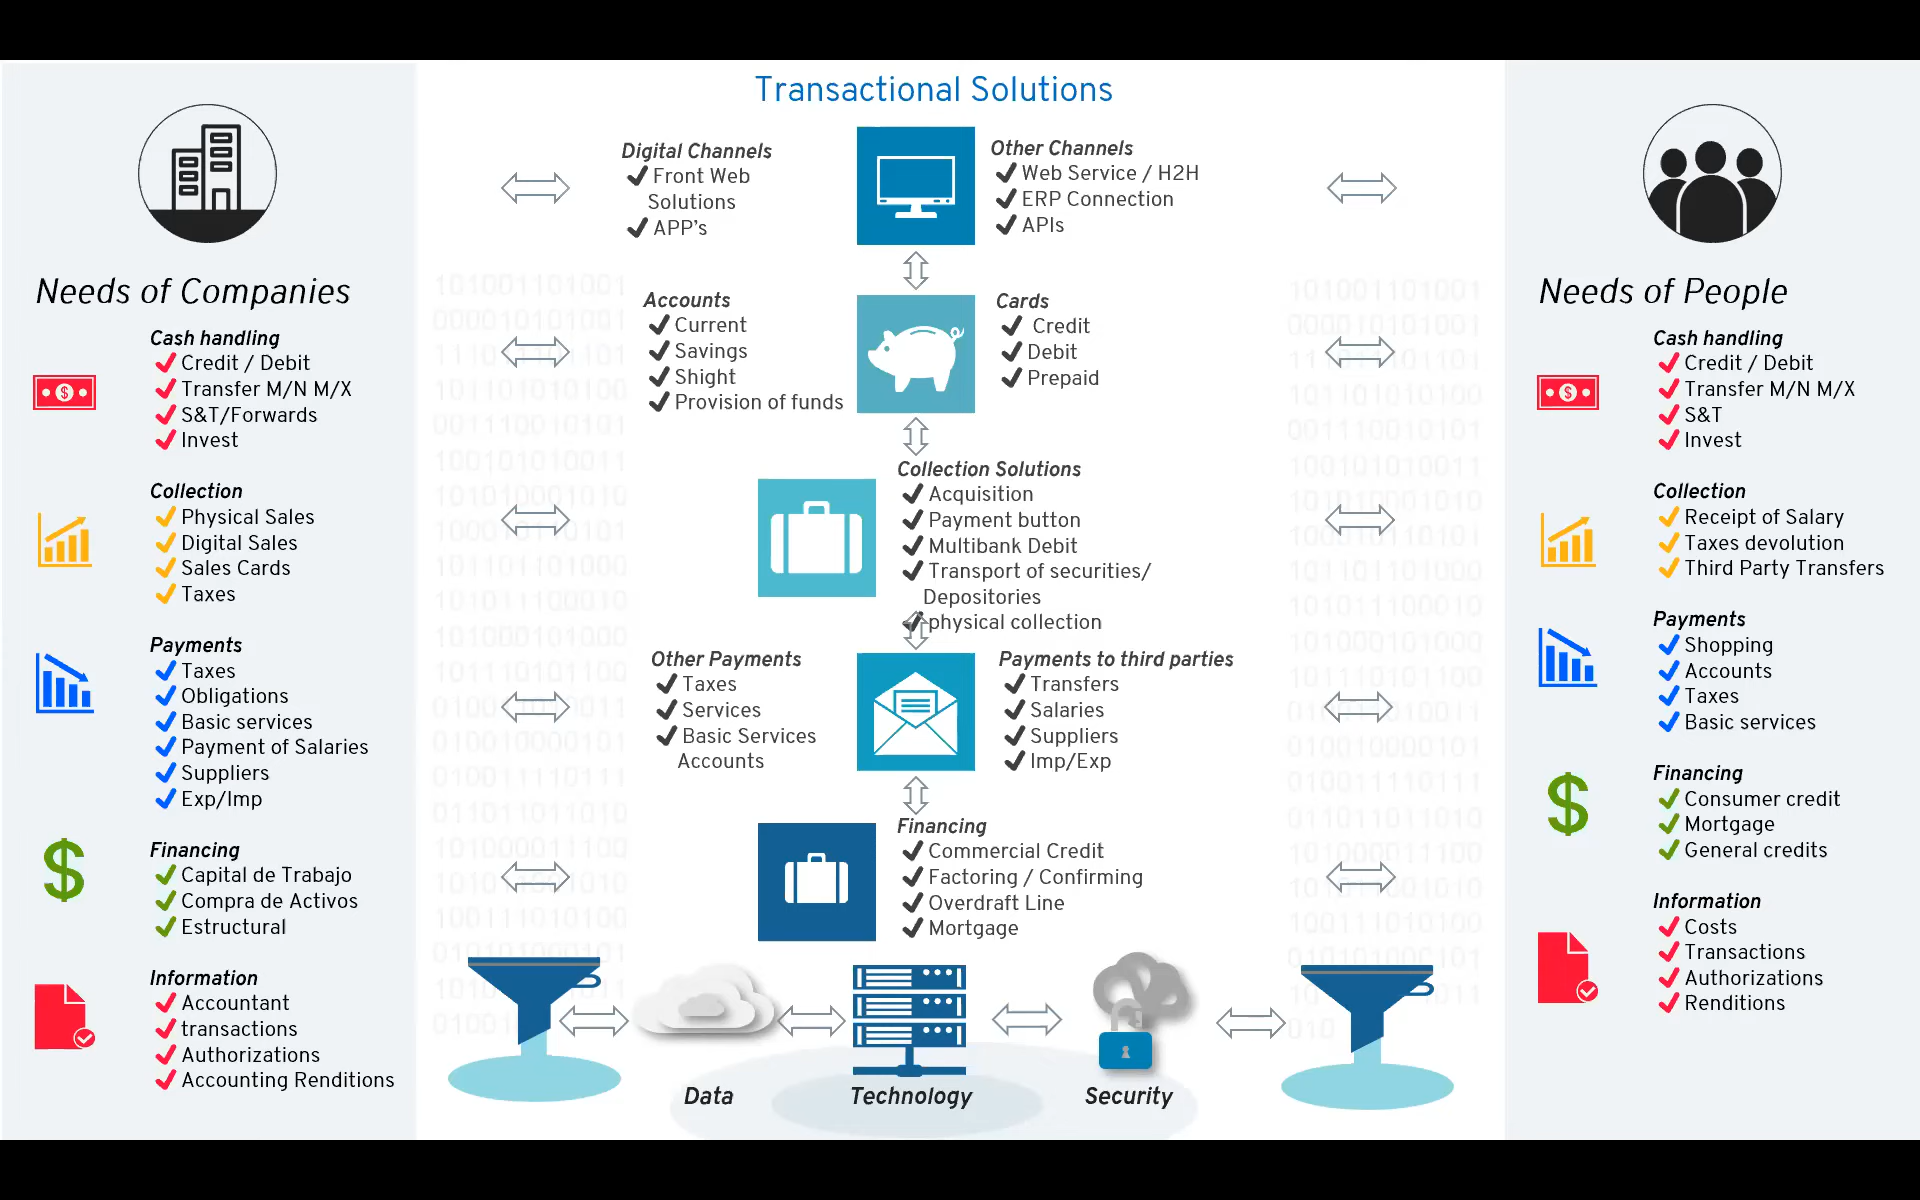 Transactional Solutions
Needs of Companies
Cash handling
Credit / Debit
Transfer M/N M/X
S&T/Forwards
Invest
Collection
Physical Sales
Digital Sales
Sales Cards
Taxes
Payments
Taxes
Obligations
Basic services
Payment of Salaries
Suppliers
Exp/Imp
Financing
Capital de Trabajo
Compra de Activos
Estructural
Information
Accountant
transactions
Authorizations
Accounting Renditions
Digital Channels
Front Web
Solutions
APP's
Other Channels
Web Service / H2H
ERP Connection
APIs
Accounts
Current
Savings
Shight
Provision of funds
Cards
Credit
Debit
Prepaid
Collection Solutions
Acquisition
Payment button
Multibank Debit
Transport of securities/
Depositories
physical collection
Other Payments
Taxes
Services
Basic Services
Accounts
Payments to third parties
Transfers
Salaries
Suppliers
Imp/Exp
Financing
Commercial Credit
Factoring / Confirming
Overdraft Line
Mortgage
Data
Technology
Security
Needs of People
Cash handling
Credit / Debit
Transfer M/N M/X
S&T
Invest
Collection
Receipt of Salary
Taxes devolution
Third Party Transfers
Payments
Shopping
Accounts
Taxes
Basic services
Financing
Consumer credit
Mortgage
General credits
Information
Costs
Transactions
Authorizations
Renditions